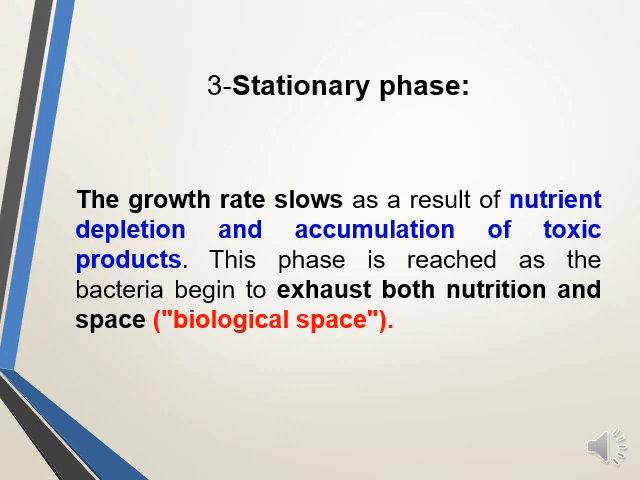 3-Stationary phase:
The growth rate slows as a result of nutrient
depletion and accumulation of toxic
products. This phase is reached as the
bacteria begin to exhaust both nutrition and
space ("biological space").